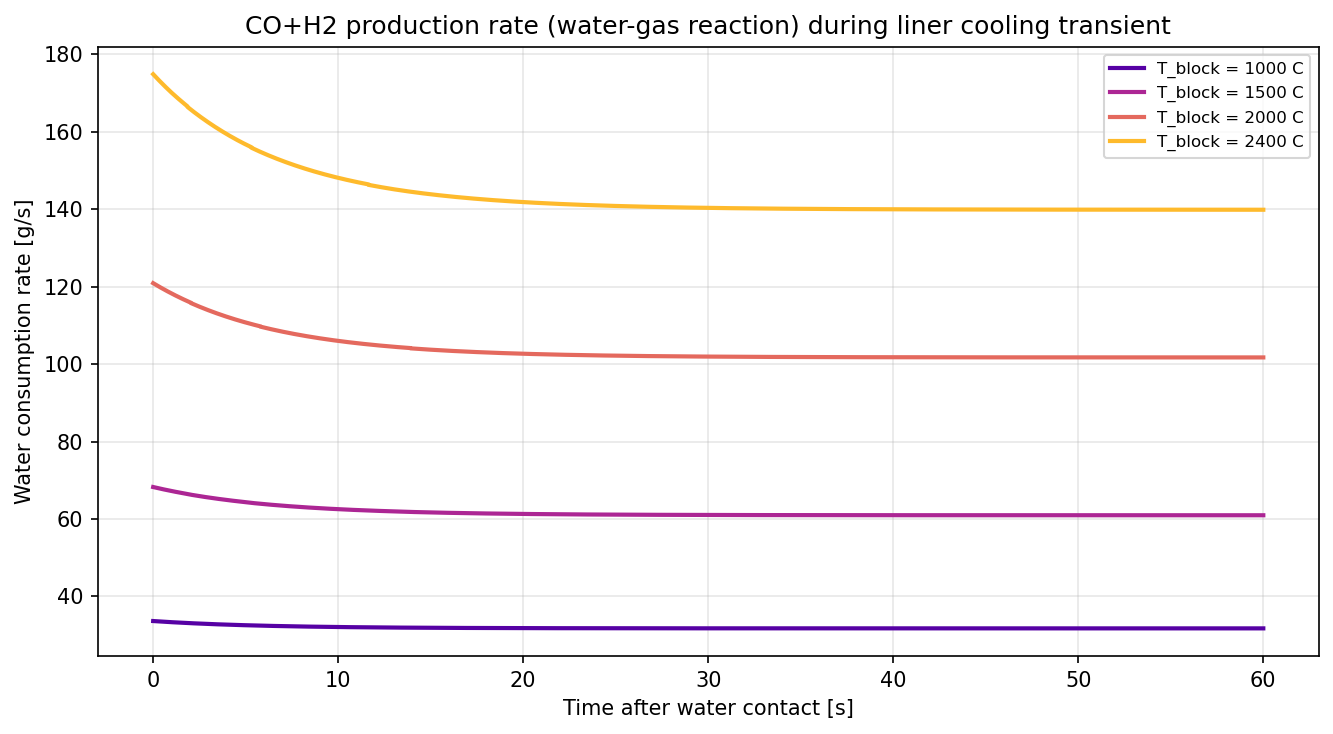 CO+H2 production rate (water-gas reaction) during liner cooling transient
Water consumption rate [g/s]
180
160
140
120
100
80
60
40
T_block = 1000 C
T_block = 1500 C
T_block = 2000 C
T_block = 2400 C
0 10 20 30 40 50 60
Time after water contact [s]